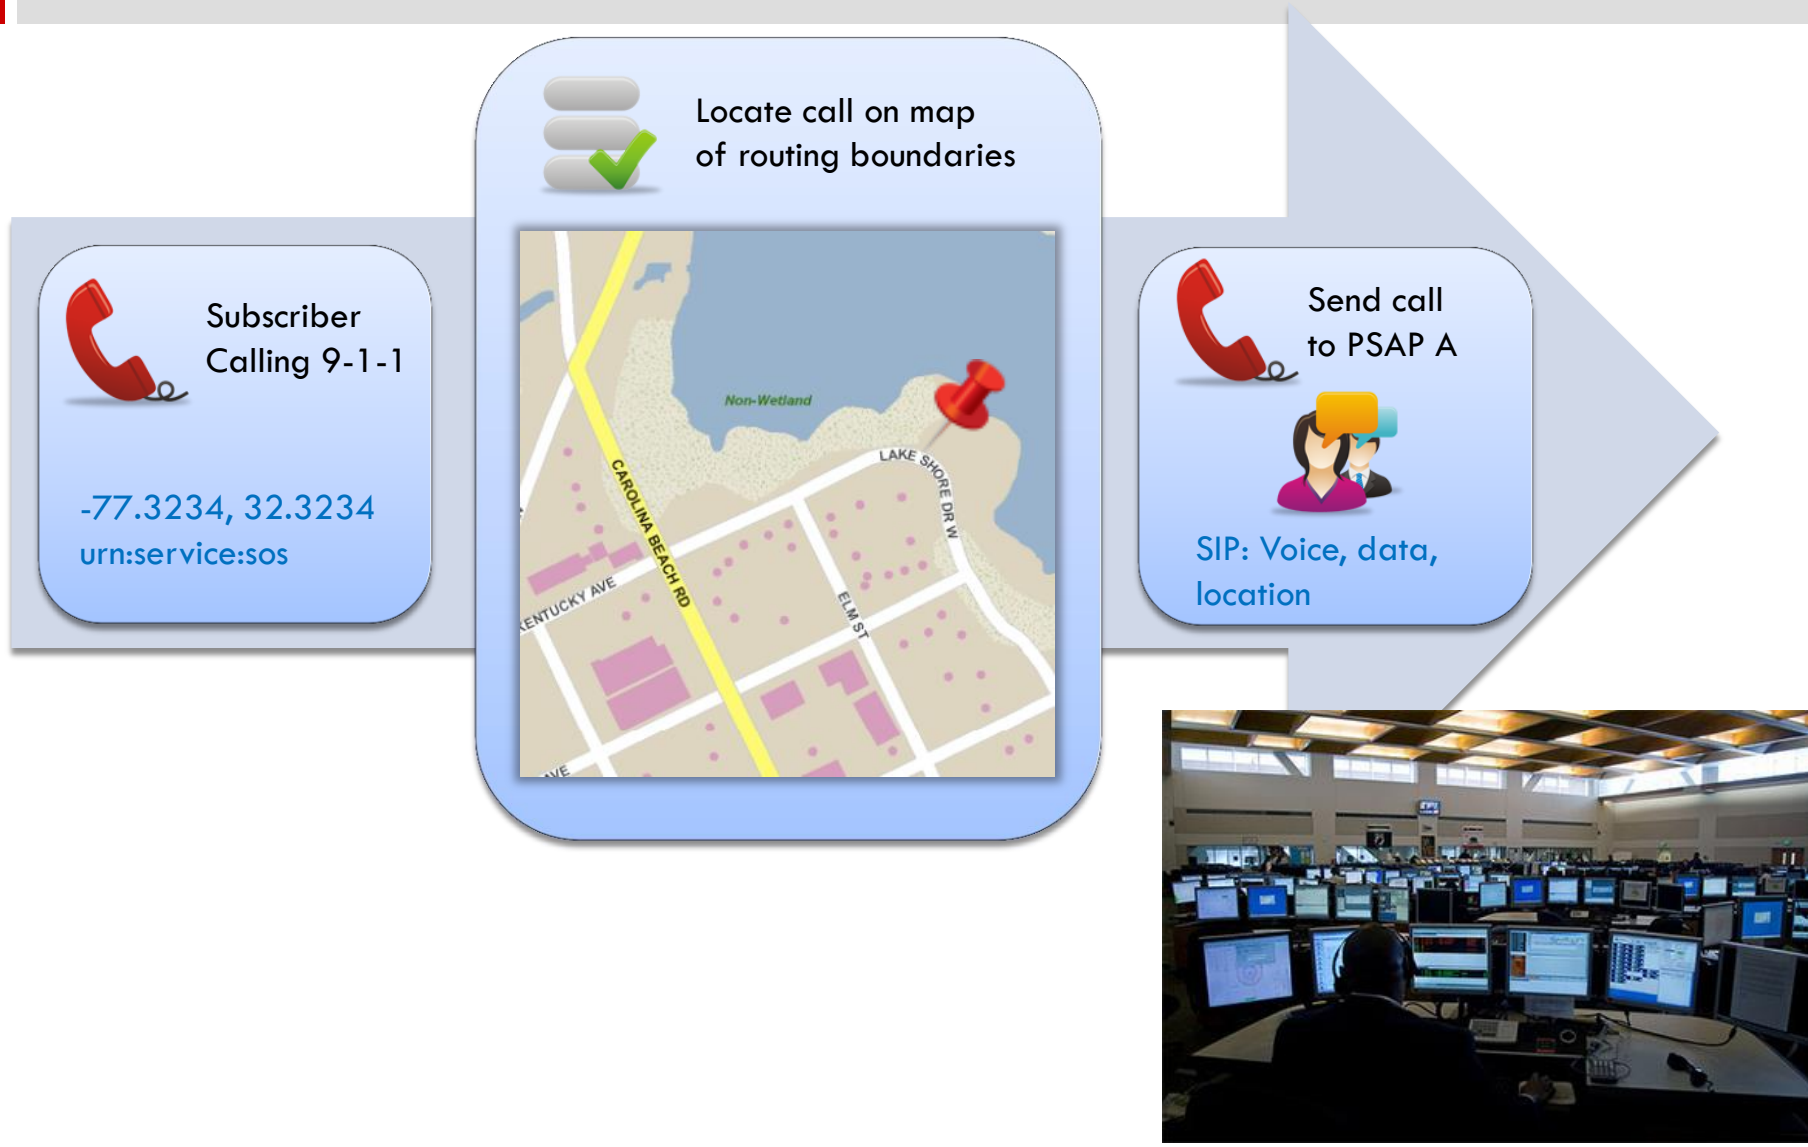 Locate call on map
of routing boundaries
Subscriber
Calling 9-1-1
-77.3234, 32.3234
urn:service:sos
Non-Wetland
LAKE SHORE DR W
CAROLINA BEACH RD
KENTUCKY AVE
ELM ST
AVE
Send call
to PSAP A
SIP: Voice, data,
location